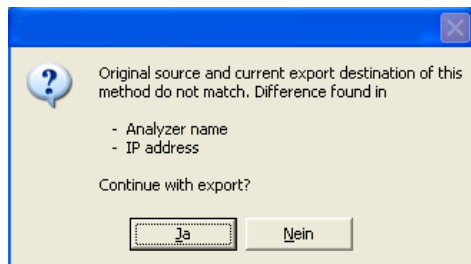 Original source and current export destination of this
method do not match. Difference found in
- Analyzer name
- IP address
Continue with export?
Ja
Nein